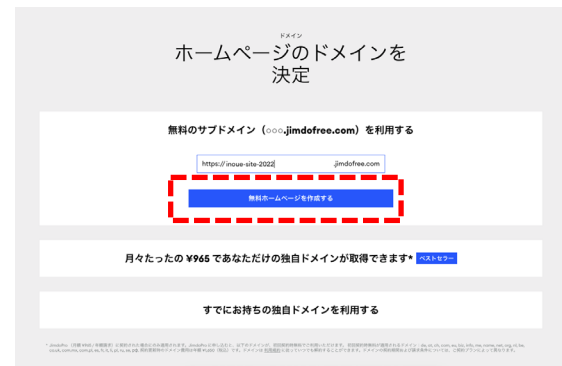 ドメイン
ホームページのドメインを
決定
無料のサブドメイン（○○○.jimdofree.com）を利用する
https:// inoue-site-2022 .jimdofree.com
無料ホームページを作成する
月々たったの ¥965 であなただけの独自ドメインが取得できます* ベストセラー
すでにお持ちの独自ドメインを利用する